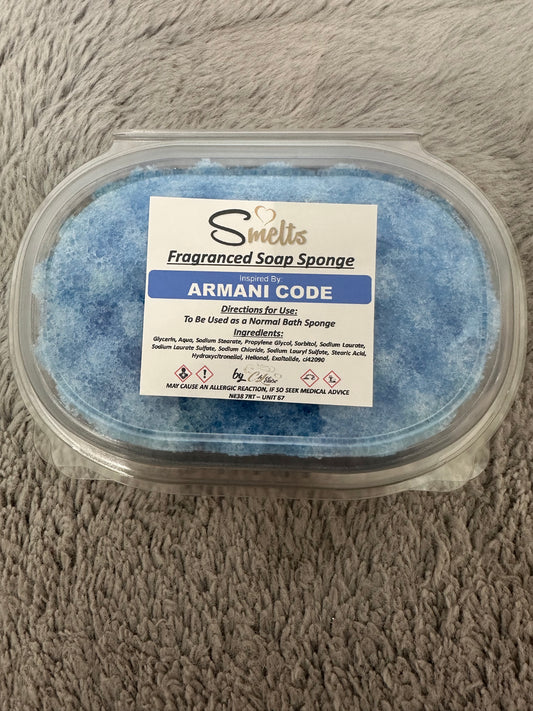 Smelts
Fragranced Soap Sponge
Inspired By:
ARMANI CODE
Directions for Use:
To Be Used as a Normal Bath Sponge
Ingredients:
Glycerin, Aqua, Sodium Stearate, Propylene Glycol, Sorbitol, Sodium Laurate,
Sodium Laurate Sulfate, Sodium Chloride, Sodium Lauryl Sulfate, Stearic Acid,
Hydroxycitronellal, Helional, Exaltolide, ci42090
by
MAY CAUSE AN ALLERGIC REACTION, IF SO SEEK MEDICAL ADVICE
NE38 7RT – UNIT 67